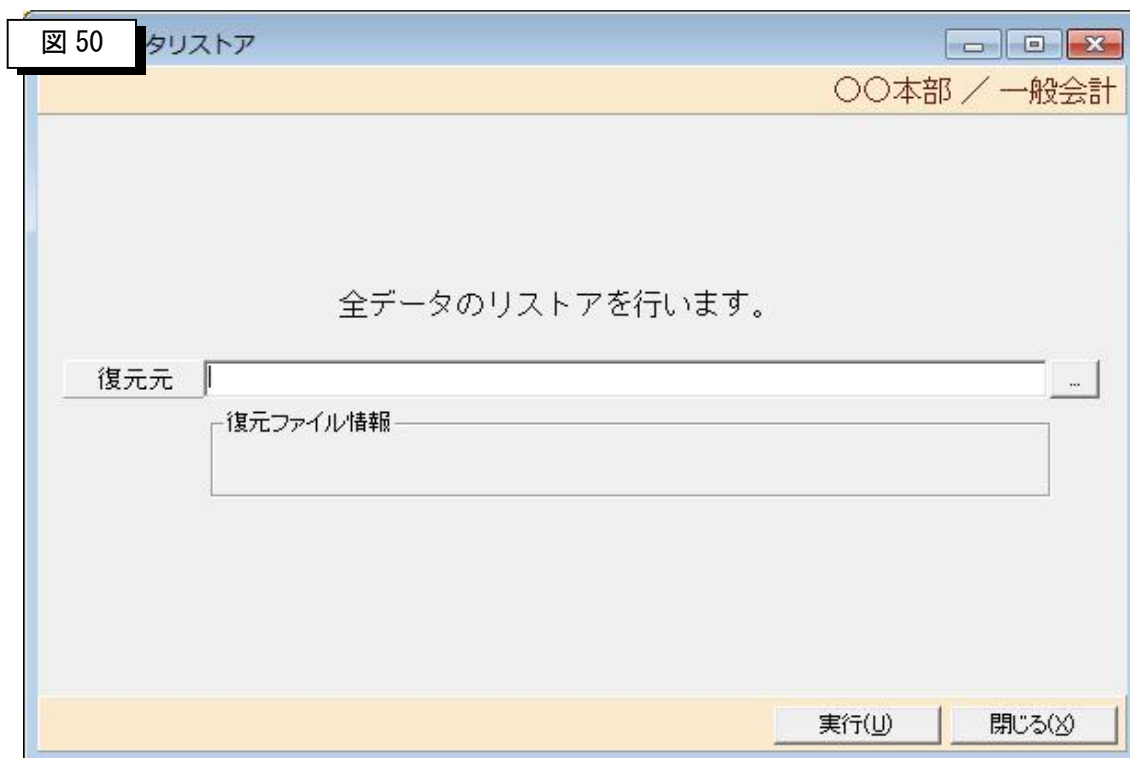 図 50
タリストア
〇〇本部 ／ 一般会計
全データのリストアを行います。
復元元
...
復元ファイル情報
実行(U)
閉じる(X)